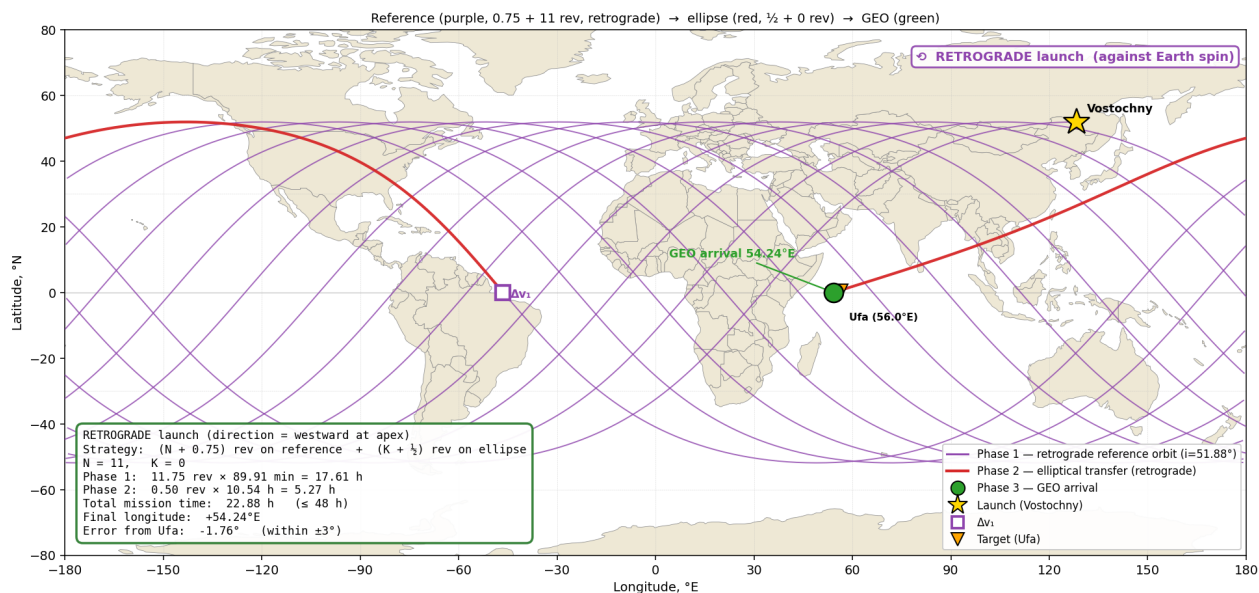 Reference (purple, 0.75 + 11 rev, retrograde) → ellipse (red, ½ + 0 rev) → GEO (green)
⟲ RETROGRADE launch (against Earth spin)
Vostochny
GEO arrival 54.24°E
Δv₁
Ufa (56.0°E)
80
60
40
20
0
−20
−40
−60
−80
Latitude, °N
RETROGRADE launch (direction = westward at apex)
Strategy: (N + 0.75) rev on reference + (K + ½) rev on ellipse
N = 11, K = 0
Phase 1: 11.75 rev × 89.91 min = 17.61 h
Phase 2: 0.50 rev × 10.54 h = 5.27 h
Total mission time: 22.88 h (≤ 48 h)
Final longitude: +54.24°E
Error from Ufa: -1.76° (within ±3°)
Phase 1 — retrograde reference orbit (i=51.88°)
Phase 2 — elliptical transfer (retrograde)
Phase 3 — GEO arrival
Launch (Vostochny)
Δv₁
Target (Ufa)
−180 −150 −120 −90 −60 −30 0 30 60 90 120 150 180
Longitude, °E